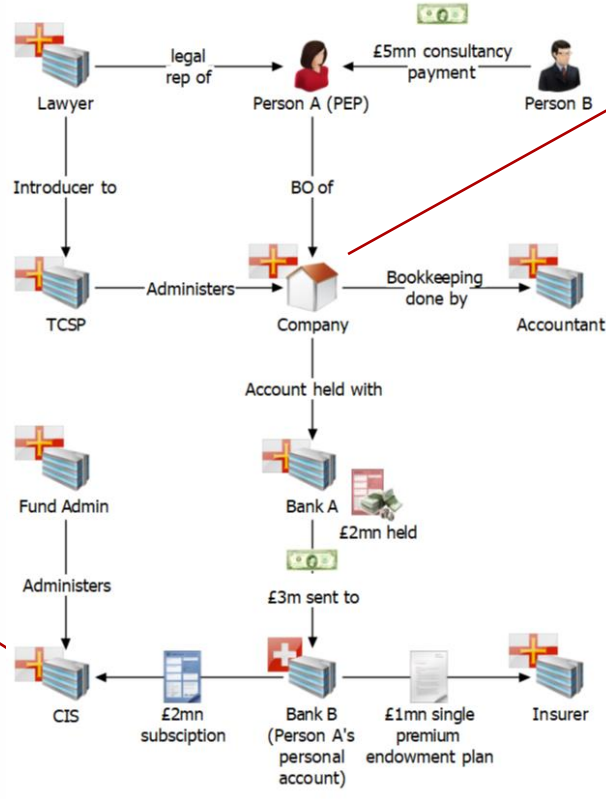 legal
rep of
£5mn consultancy
payment
Lawyer
Person A (PEP)
Person B
Introducer to
BO of
Administers
Bookkeeping
done by
TCSP
Company
Accountant
Account held with
Fund Admin
Bank A
£2mn held
Administers
£3m sent to
CIS
£2mn
subsciption
Bank B
(Person A's
personal
account)
£1mn single
premium
endowment plan
Insurer